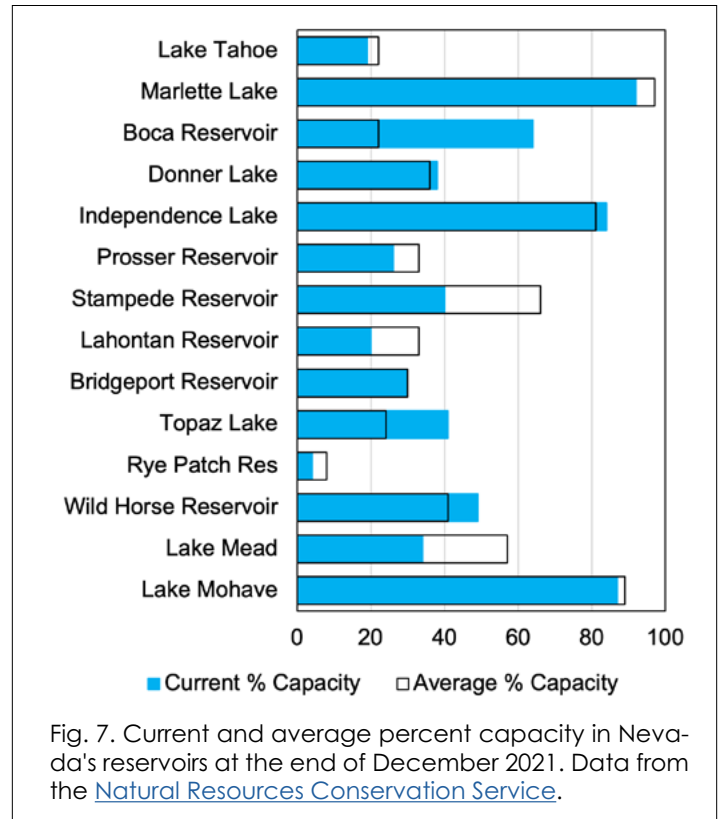 Lake Tahoe
Marlette Lake
Boca Reservoir
Donner Lake
Independence Lake
Prosser Reservoir
Stampede Reservoir
Lahontan Reservoir
Bridgeport Reservoir
Topaz Lake
Rye Patch Res
Wild Horse Reservoir
Lake Mead
Lake Mohave
0 20 40 60 80 100
Current % Capacity Average % Capacity
Fig. 7. Current and average percent capacity in Neva-
da's reservoirs at the end of December 2021. Data from
the Natural Resources Conservation Service.